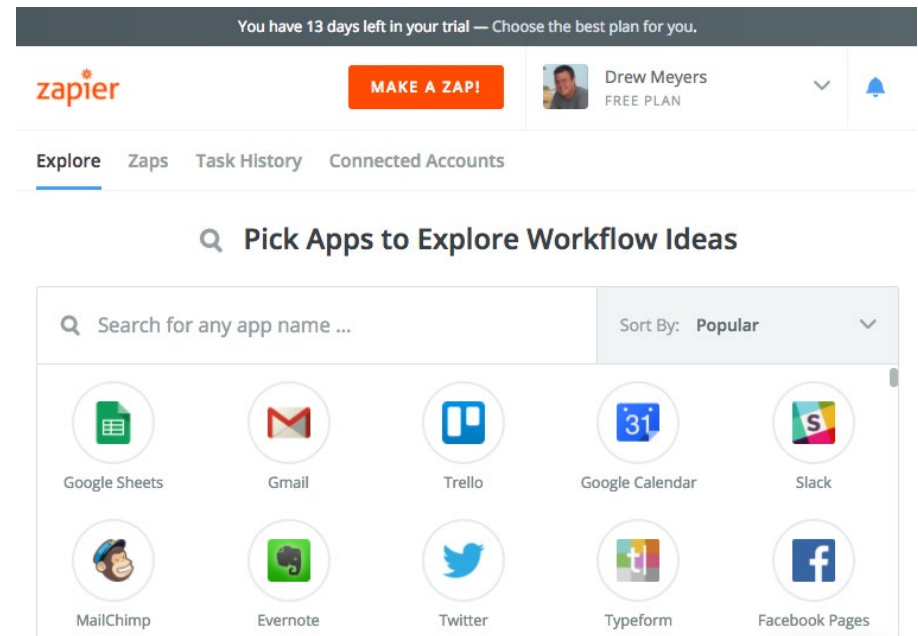 You have 13 days left in your trial — Choose the best plan for you.
zapier
MAKE A ZAP!
Drew Meyers
FREE PLAN
Explore Zaps Task History Connected Accounts
Pick Apps to Explore Workflow Ideas
Search for any app name ...
Sort By: Popular
31
S
Google Sheets Gmail Trello Google Calendar Slack
t
f
MailChimp Evernote Twitter Typeform Facebook Pages